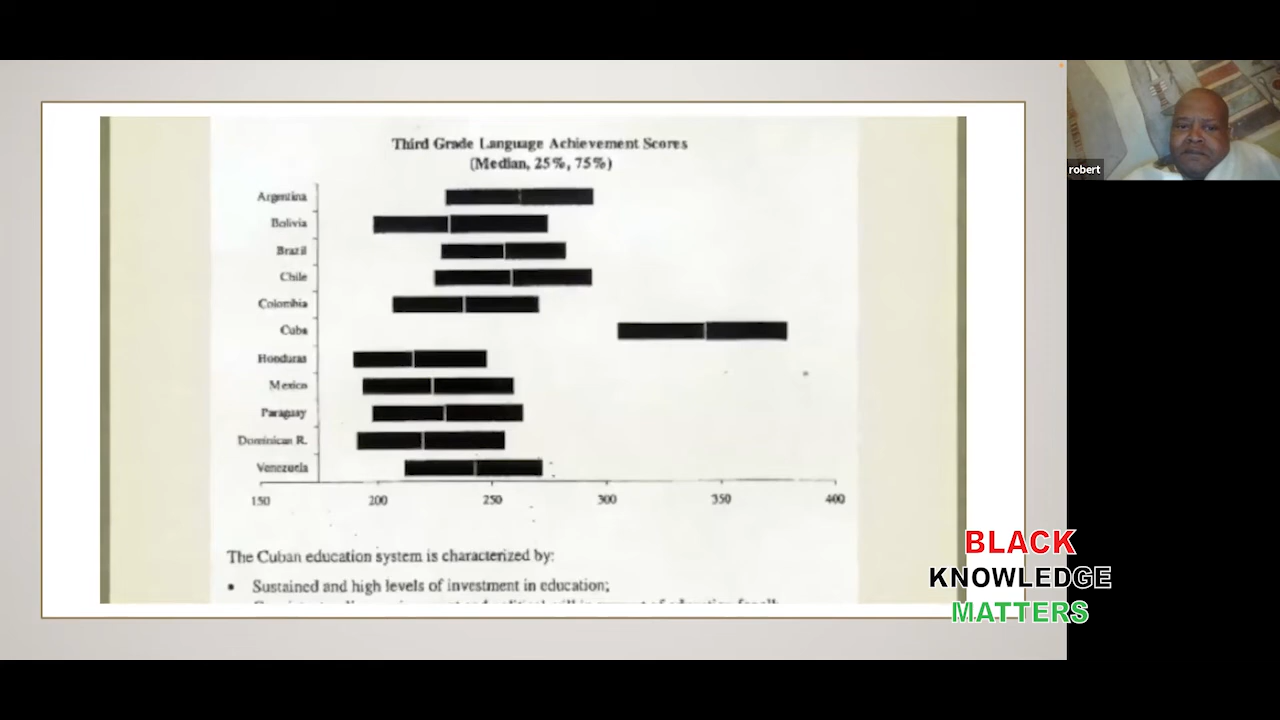 Third Grade Language Achievement Scores
(Median, 25%, 75%)
Argentina
Bolivia
Brazil
Chile
Colombia
Cuba
Honduras
Mexico
Paraguay
Dominican R.
Venezuela
150 200 250 300 350 400
The Cuban education system is characterized by:
• Sustained and high levels of investment in education;
robert
BLACK
KNOWLEDGE
MATTERS